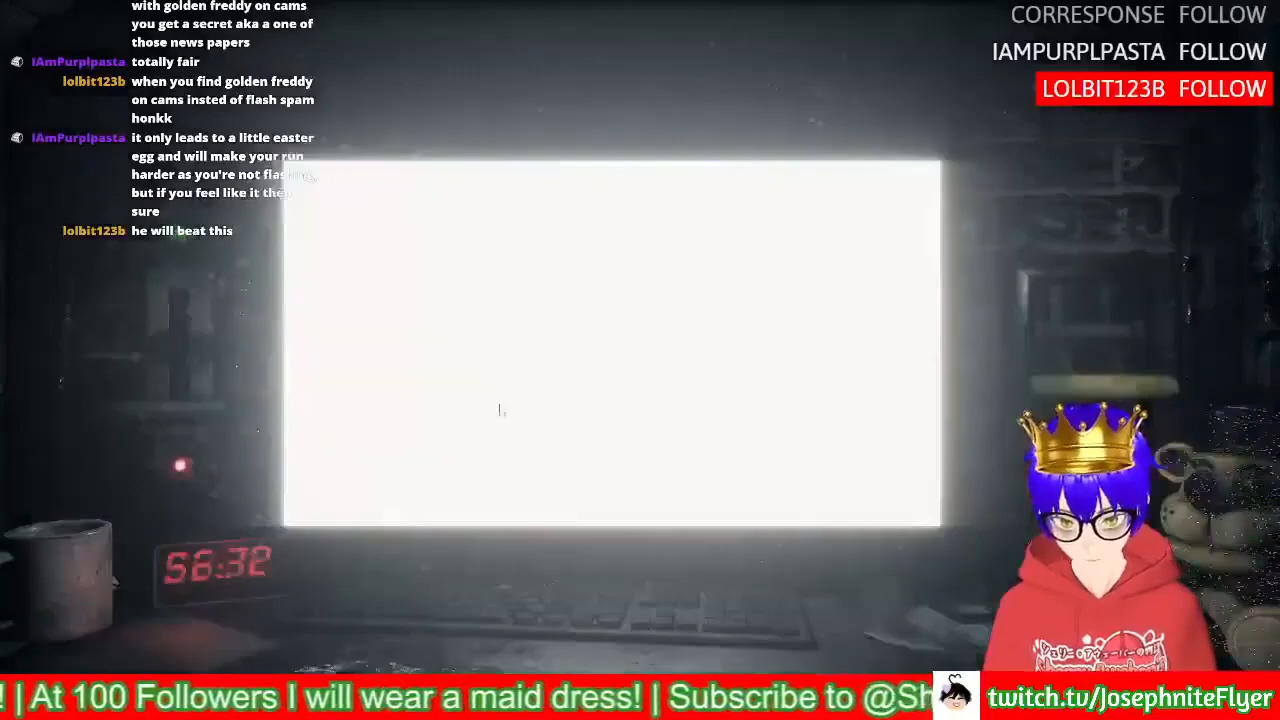 with golden freddy on cams
you get a secret aka a one of
those news papers
IAmPurplpasta totally fair
lolbit123b when you find golden freddy
on cams insted of flash spam
honkk
IAmPurplpasta it only leads to a little easter
egg and will make your run
harder as you're not
but if you feel like it
sure
lolbit123b he will beat this
CORRESPONSE FOLLOW
IAMPURPLPASTA FOLLOW
LOLBIT123B FOLLOW
! | At 100 Followers I will wear a maid dress! | Subscribe to @Sh
twitch.tv/JosephniteFlyer